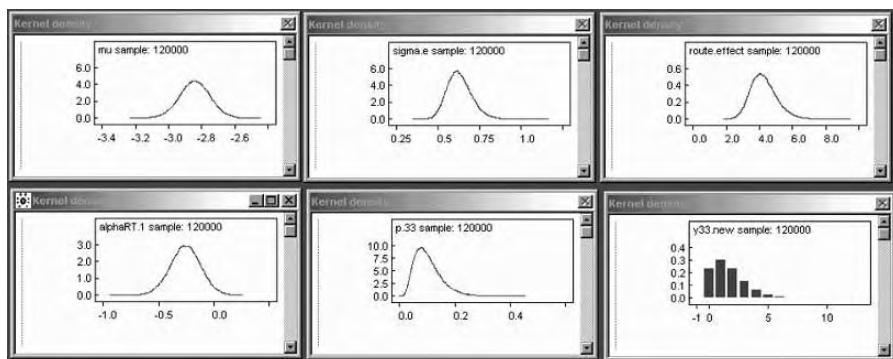 Kernel density
mu sample: 120000
6.0
4.0
2.0
0.0
-3.4 -3.2 -3.0 -2.8 -2.6
Kernel density
sigma.e sample: 120000
6.0
4.0
2.0
0.0
0.25 0.5 0.75 1.0
Kernel density
route.effect sample: 120000
0.6
0.4
0.2
0.0
0.0 2.0 4.0 6.0 8.0
Kernel density
alphaRT.1 sample: 120000
3.0
2.0
1.0
0.0
-1.0 -0.5 0.0
Kernel density
p.33 sample: 120000
10.0
7.5
5.0
2.5
0.0
0.0 0.2 0.4 0.6
Kernel density
y33.new sample: 120000
0.4
0.3
0.2
0.1
0.0
-1 0 5 10